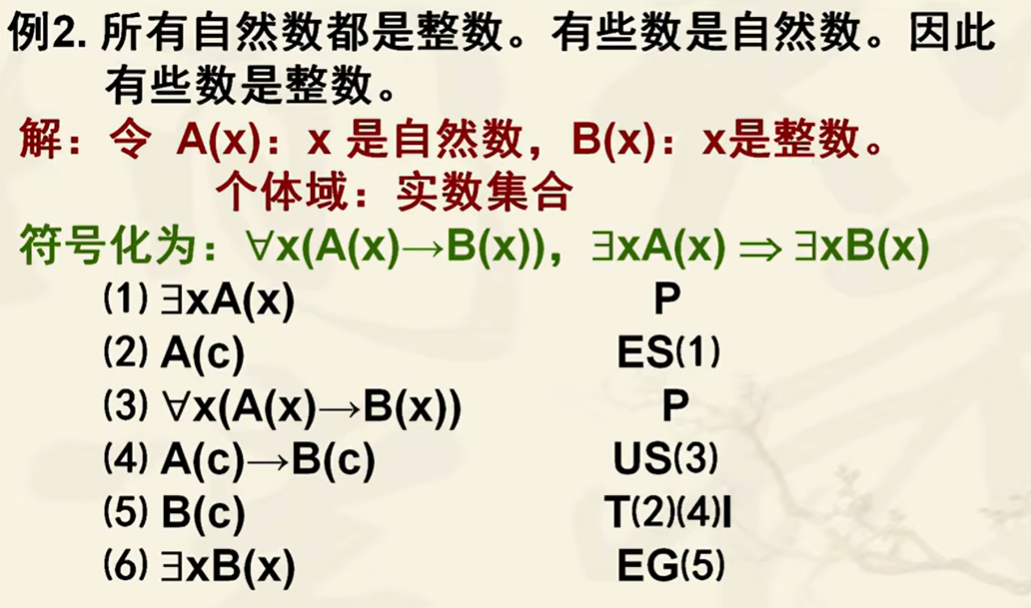 例2. 所有自然数都是整数。有些数是自然数。因此
有些数是整数。
解：令 A(x)：x 是自然数，B(x)：x是整数。
个体域：实数集合
符号化为：∀x(A(x)→B(x))，∃xA(x)⇒∃xB(x)
(1) ∃xA(x) P
(2) A(c) ES(1)
(3) ∀x(A(x)→B(x)) P
(4) A(c)→B(c) US(3)
(5) B(c) T(2)(4)I
(6) ∃xB(x) EG(5)